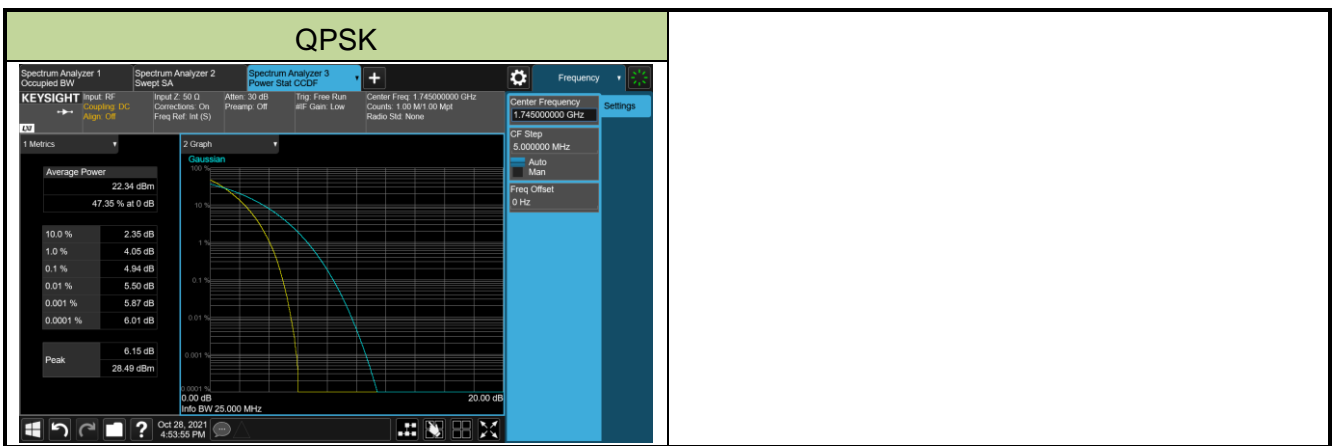 QPSK
Spectrum Analyzer 1
Occupied BW
Spectrum Analyzer 2
Swept SA
Spectrum Analyzer 3
Power Stat CCDF
Frequency
KEYSIGHT
Input: RF
Coupling: DC
Align: Off
Input Z: 50 Ω
Corrections: On
Freq Ref: Int (S)
Atten: 30 dB
Preamp: Off
Trig: Free Run
#IF Gain: Low
Center Freq: 1.745000000 GHz
Counts: 1.00 M/1.00 Mpt
Radio Std: None
LXI
Center Frequency
1.745000000 GHz
Settings
CF Step
5.000000 MHz
Auto
Man
Freq Offset
0 Hz
1 Metrics
Average Power
22.34 dBm
47.35 % at 0 dB
10.0 % 2.35 dB
1.0 % 4.05 dB
0.1 % 4.94 dB
0.01 % 5.50 dB
0.001 % 5.87 dB
0.0001 % 6.01 dB
Peak
6.15 dB
28.49 dBm
2 Graph
Gaussian
100 %
10 %
1 %
0.1 %
0.01 %
0.001 %
0.0001 %
0.00 dB 20.00 dB
Info BW 25.000 MHz
Oct 28, 2021
4:53:55 PM